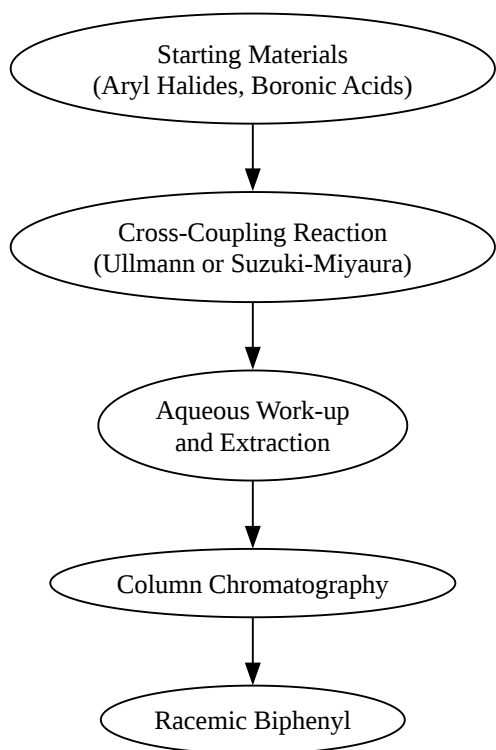 Starting Materials
(Aryl Halides, Boronic Acids)
Cross-Coupling Reaction
(Ullmann or Suzuki-Miyaura)
Aqueous Work-up
and Extraction
Column Chromatography
Racemic Biphenyl